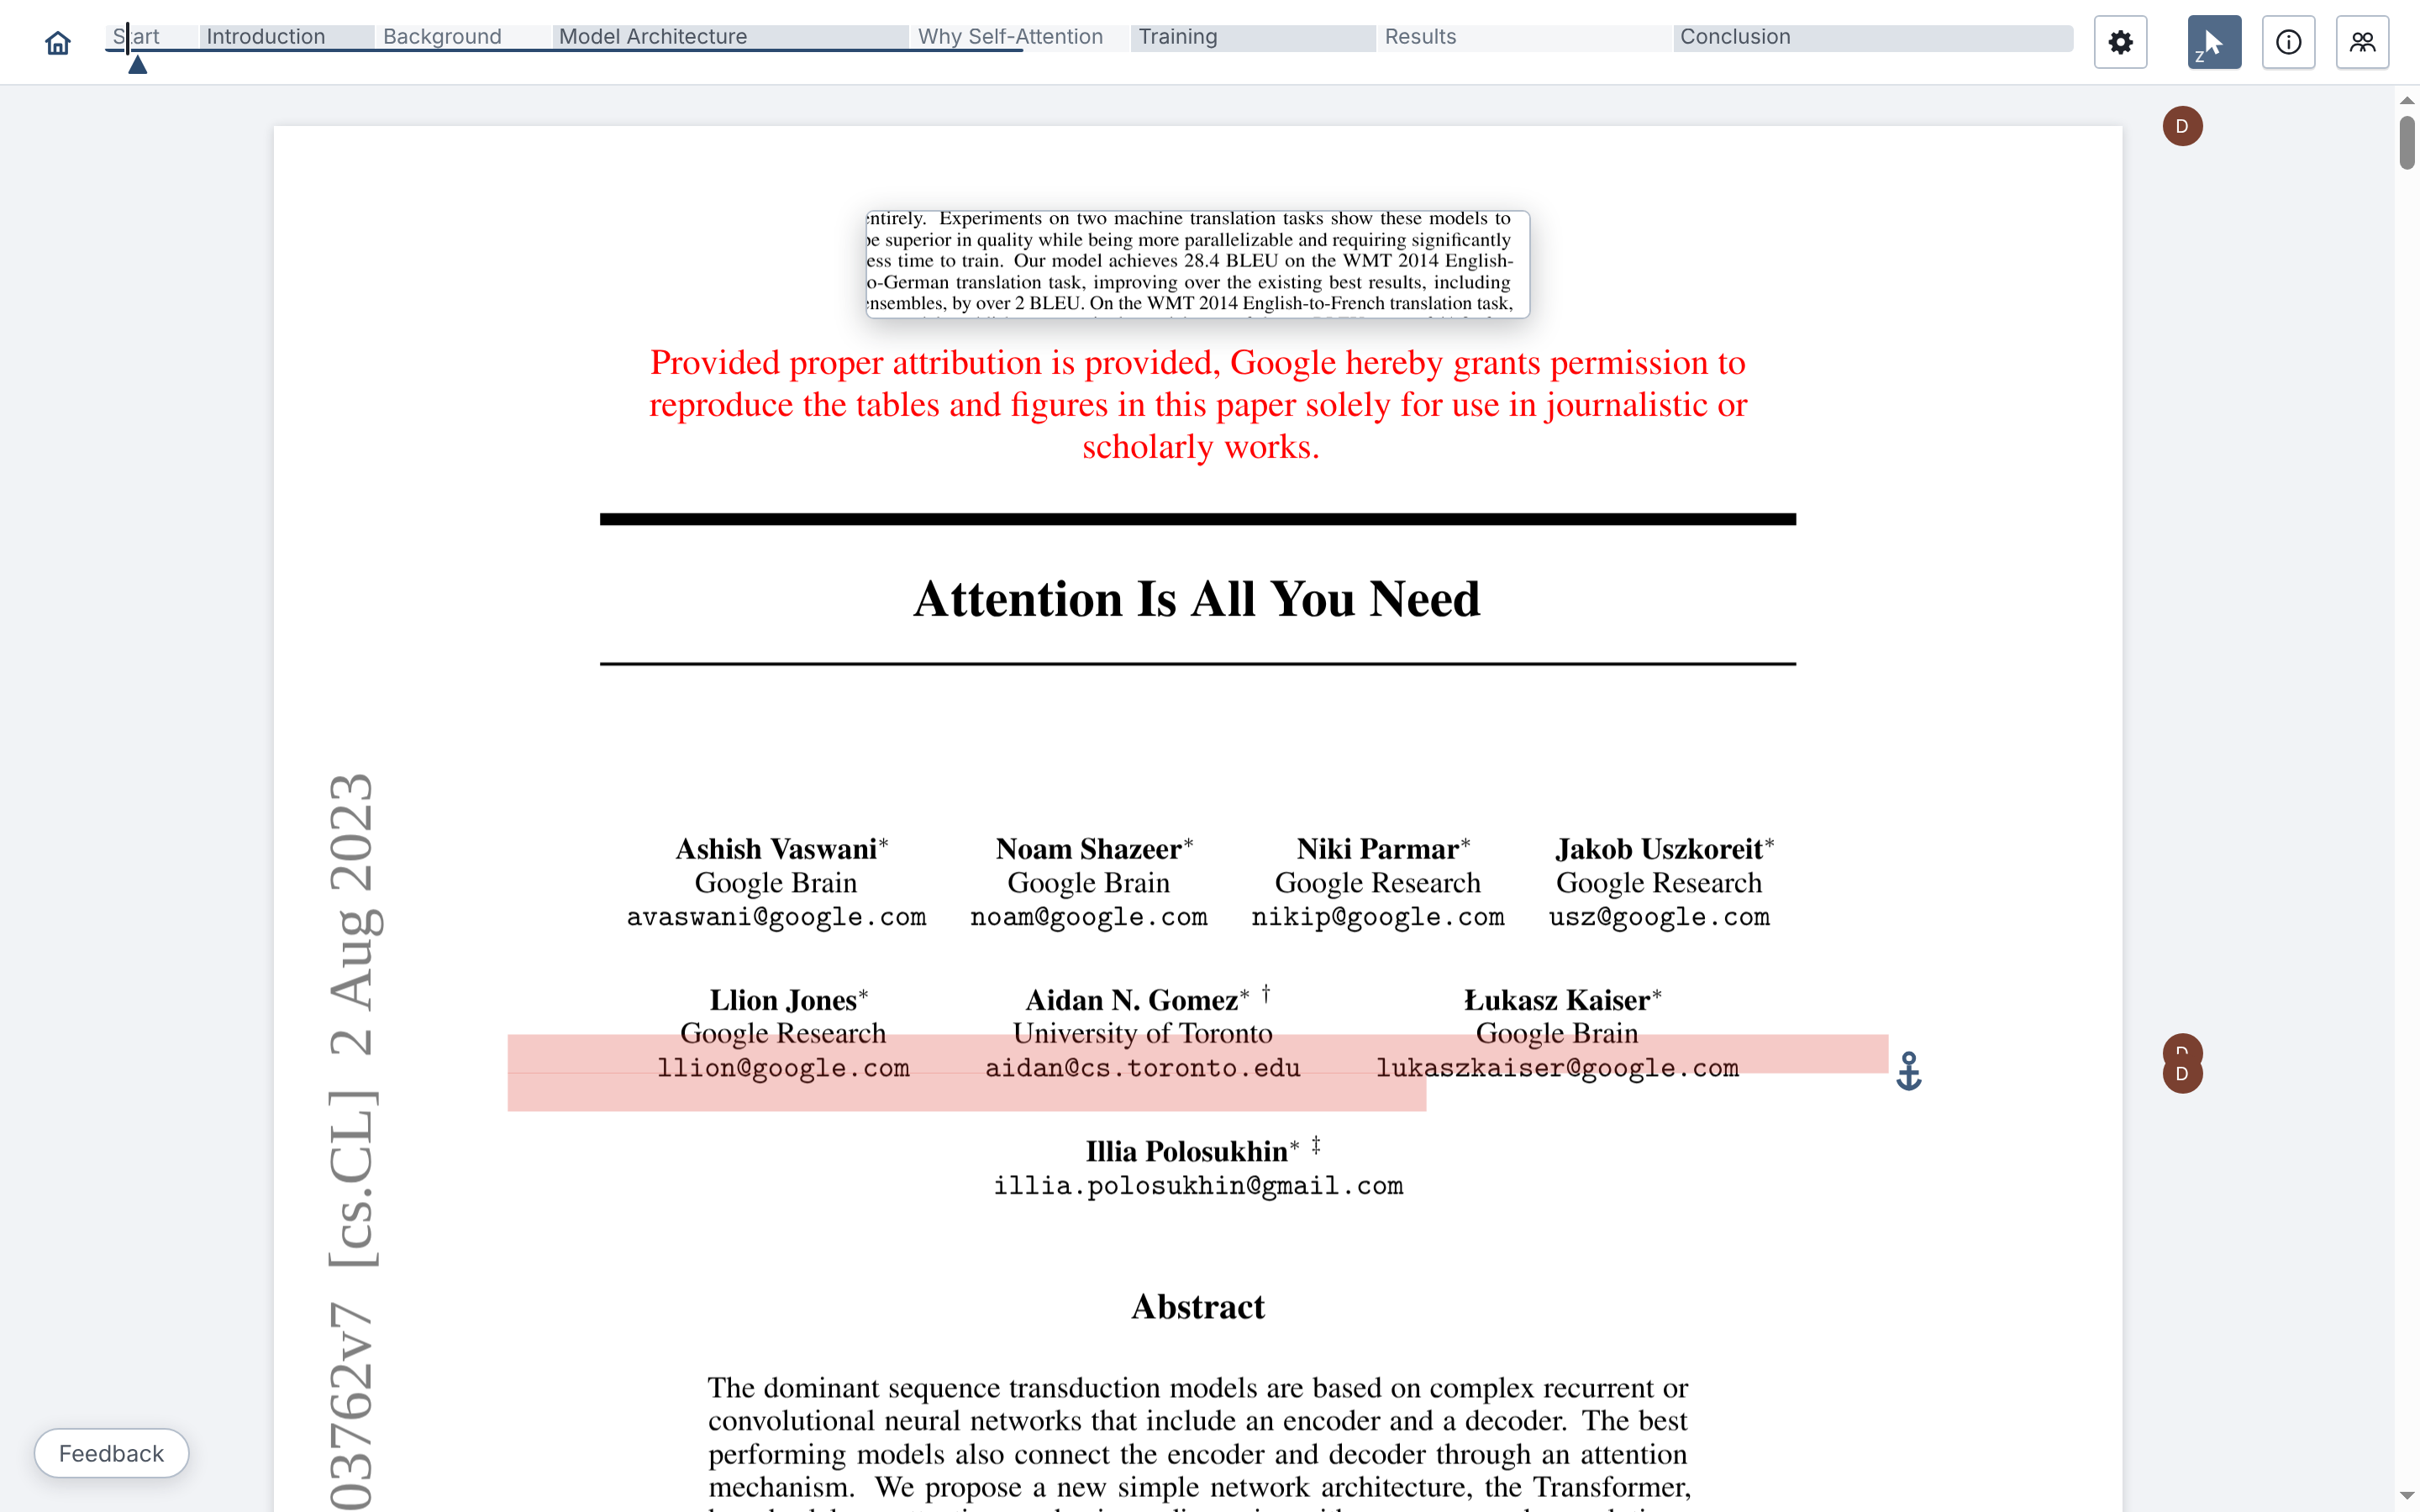 Start Introduction Background Model Architecture Why Self-Attention Training Results Conclusion
Z
D
entirely. Experiments on two machine translation tasks show these models to
be superior in quality while being more parallelizable and requiring significantly
ess time to train. Our model achieves 28.4 BLEU on the WMT 2014 English-
o-German translation task, improving over the existing best results, including
ensembles, by over 2 BLEU. On the WMT 2014 English-to-French translation task,
Provided proper attribution is provided, Google hereby grants permission to
reproduce the tables and figures in this paper solely for use in journalistic or
scholarly works.
Attention Is All You Need
Ashish Vaswani* Noam Shazeer* Niki Parmar* Jakob Uszkoreit*
Google Brain Google Brain Google Research Google Research
avaswani@google.com noam@google.com nikip@google.com usz@google.com
Llion Jones* Aidan N. Gomez* † Łukasz Kaiser*
Google Research University of Toronto Google Brain
llion@google.com aidan@cs.toronto.edu lukaszkaiser@google.com
D
D
Illia Polosukhin* ‡
illia.polosukhin@gmail.com
03762v7 [cs.CL] 2 Aug 2023
Abstract
The dominant sequence transduction models are based on complex recurrent or
convolutional neural networks that include an encoder and a decoder. The best
performing models also connect the encoder and decoder through an attention
mechanism. We propose a new simple network architecture, the Transformer,
Feedback